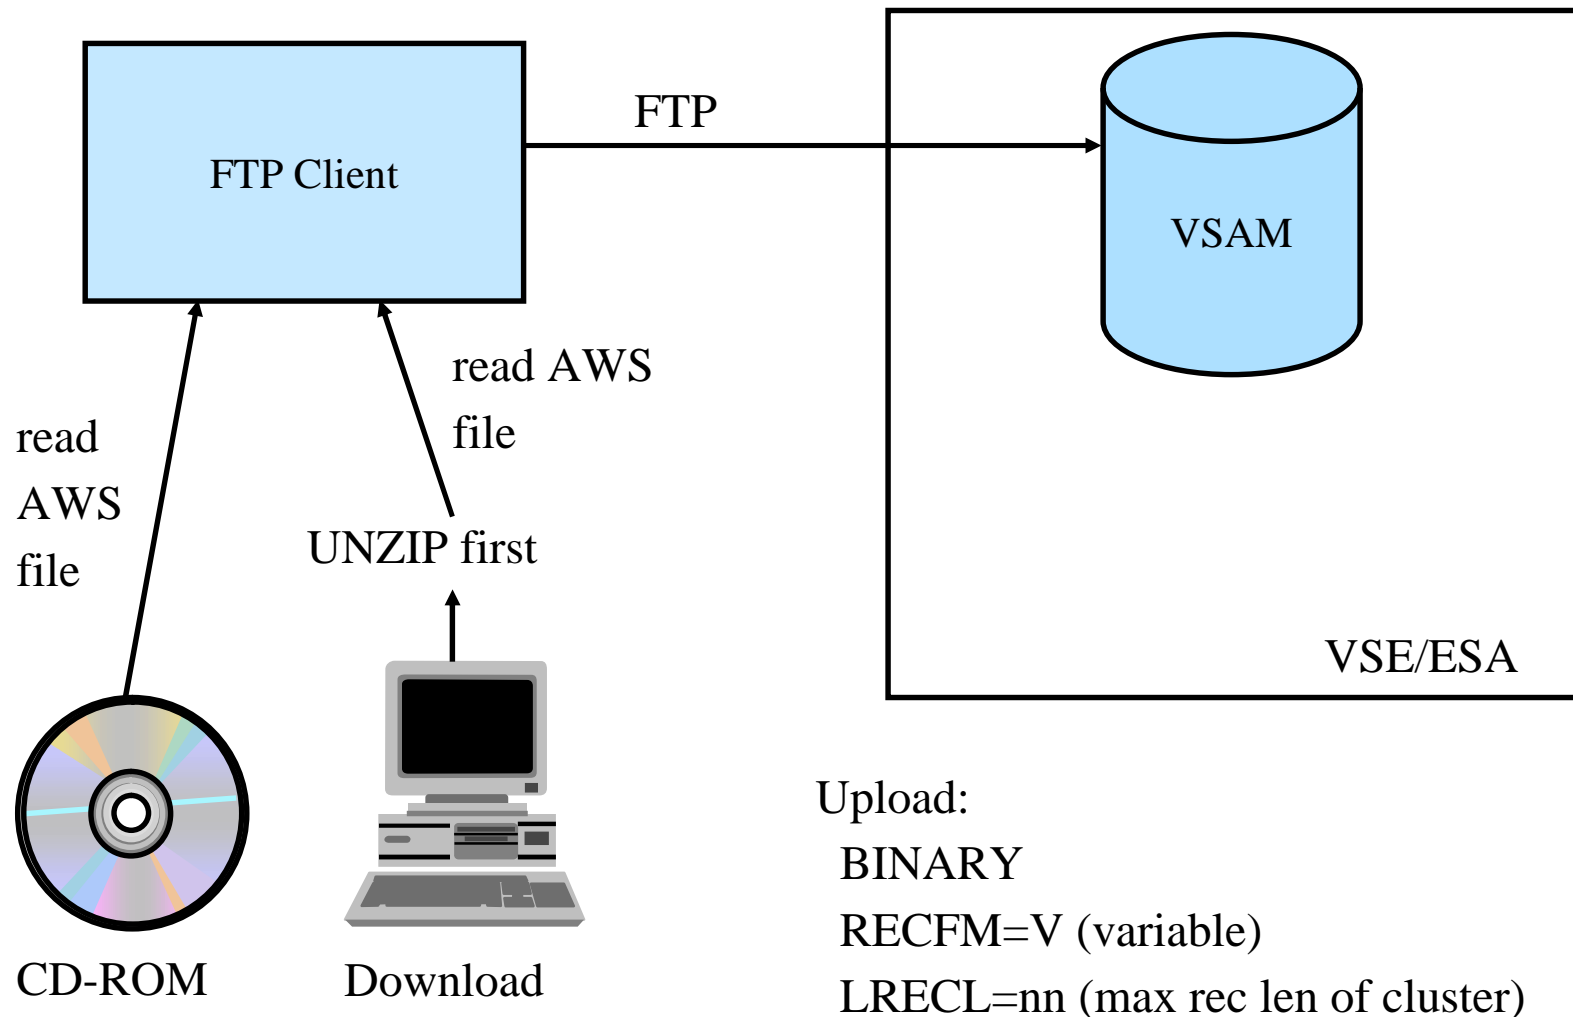 FTP Client
FTP
VSAM
read AWS
file
read
AWS
file
UNZIP first
VSE/ESA
CD-ROM
Download
Upload:
BINARY
RECFM=V (variable)
LRECL=nn (max rec len of cluster)